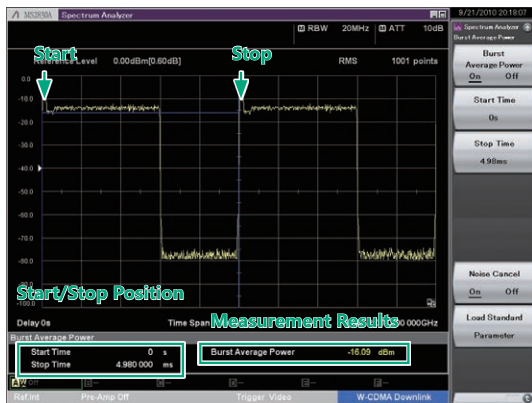 MS2830A Spectrum Analyzer
9/21/2010 20:18:07
RBW 20MHz ATT 10dB
Spectrum Analyzer
Burst Average Power
Start
Stop
Reference Level 0.00dBm[0.60dB] RMS 1001 points
Burst
Average Power
On Off
0.0
-10.0
-20.0
-30.0
-40.0
-50.0
-60.0
-70.0
-80.0
-90.0
-100.0
Start Time
0s
Stop Time
4.98ms
Noise Cancel
On Off
Load Standard
Parameter
Start/Stop Position
Measurement Results
Delay 0s Time Span 000GHz
Burst Average Power
Start Time 0 s
Stop Time 4.980 000 ms
Burst Average Power -16.09 dBm
Off
Ref.Int Pre-Amp Off Trigger Video W-CDMA Downlink